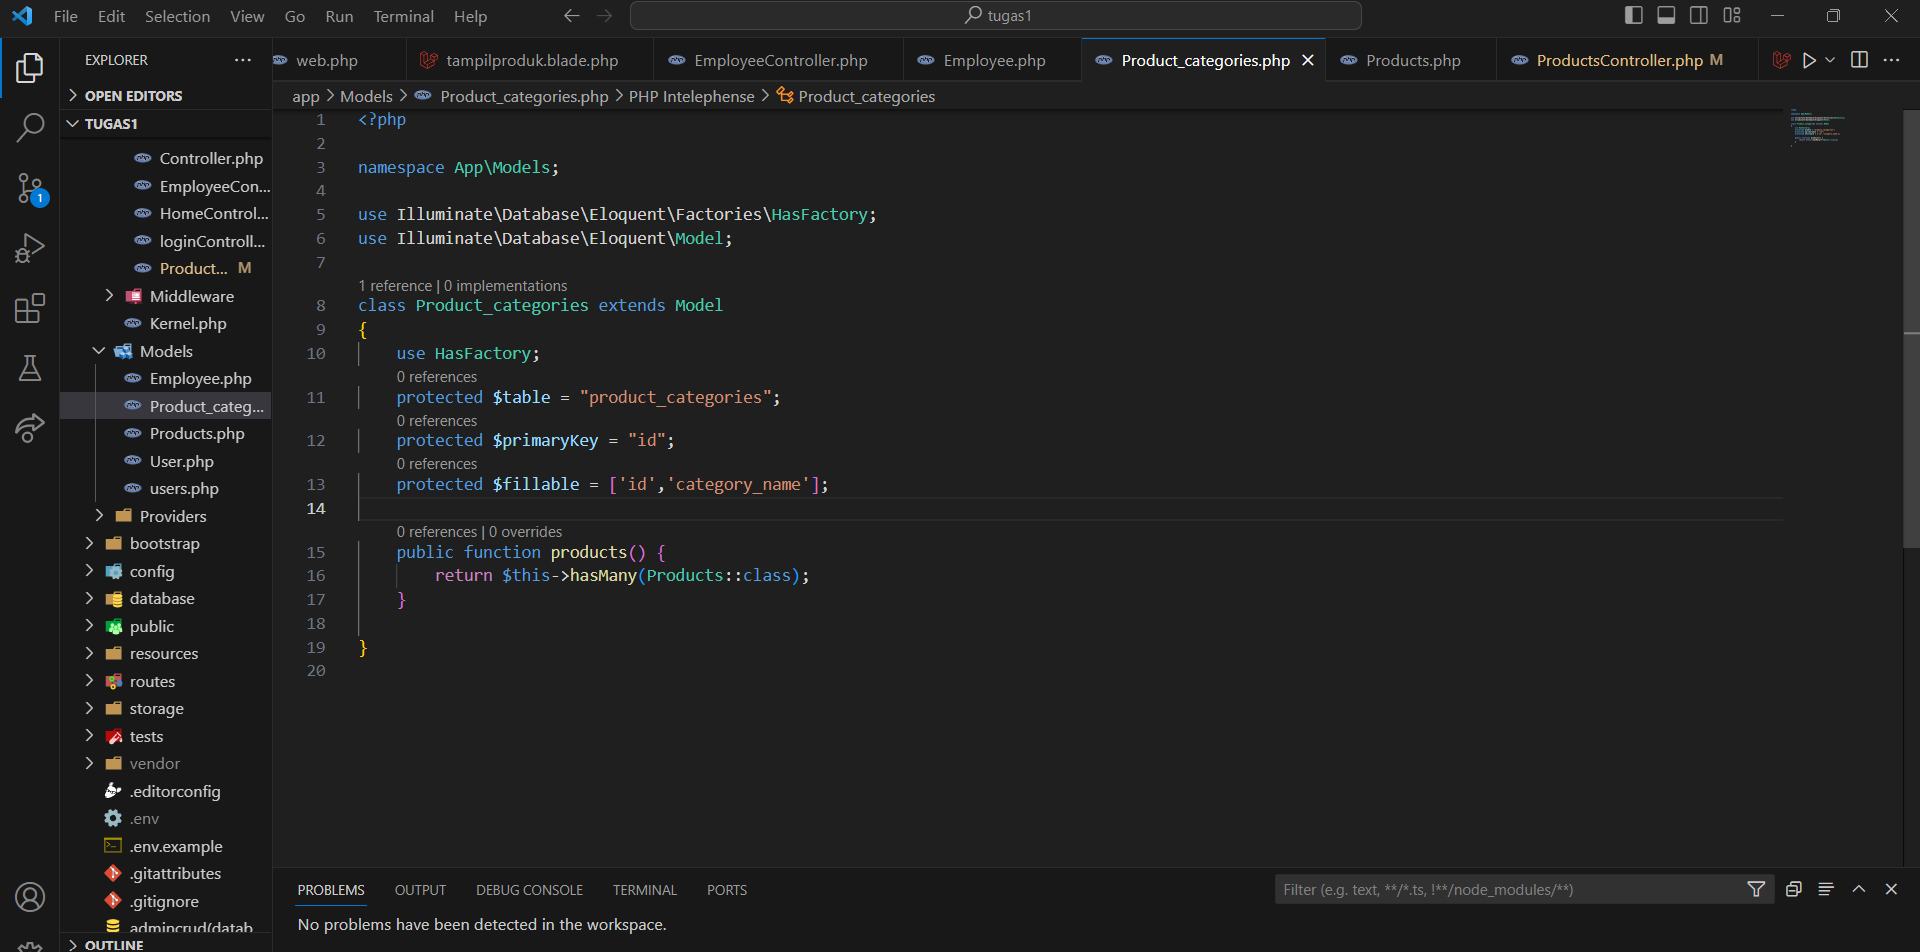 File Edit Selection View Go Run Terminal Help
tugas1
EXPLORER
OPEN EDITORS
TUGAS1
Controller.php
EmployeeCon...
HomeControl...
loginControll...
Product... M
Middleware
Kernel.php
Models
Employee.php
Product_categ...
Products.php
User.php
users.php
Providers
bootstrap
config
database
public
resources
routes
storage
tests
vendor
.editorconfig
.env
.env.example
.gitattributes
.gitignore
admincrud(datab
OUTLINE
1
web.php tampilproduk.blade.php EmployeeController.php Employee.php Product_categories.php Products.php ProductsController.php M
app > Models > Product_categories.php > PHP Intelephense > Product_categories
1 <?php
2
3 namespace App\Models;
4
5 use Illuminate\Database\Eloquent\Factories\HasFactory;
6 use Illuminate\Database\Eloquent\Model;
7
1 reference | 0 implementations
8 class Product_categories extends Model
9 {
10 use HasFactory;
0 references
11 protected $table = "product_categories";
0 references
12 protected $primaryKey = "id";
0 references
13 protected $fillable = ['id','category_name'];
14
0 references | 0 overrides
15 public function products() {
16 return $this->hasMany(Products::class);
17 }
18
19 }
20
PROBLEMS OUTPUT DEBUG CONSOLE TERMINAL PORTS
Filter (e.g. text, **/*.ts, !**/node_modules/**)
No problems have been detected in the workspace.